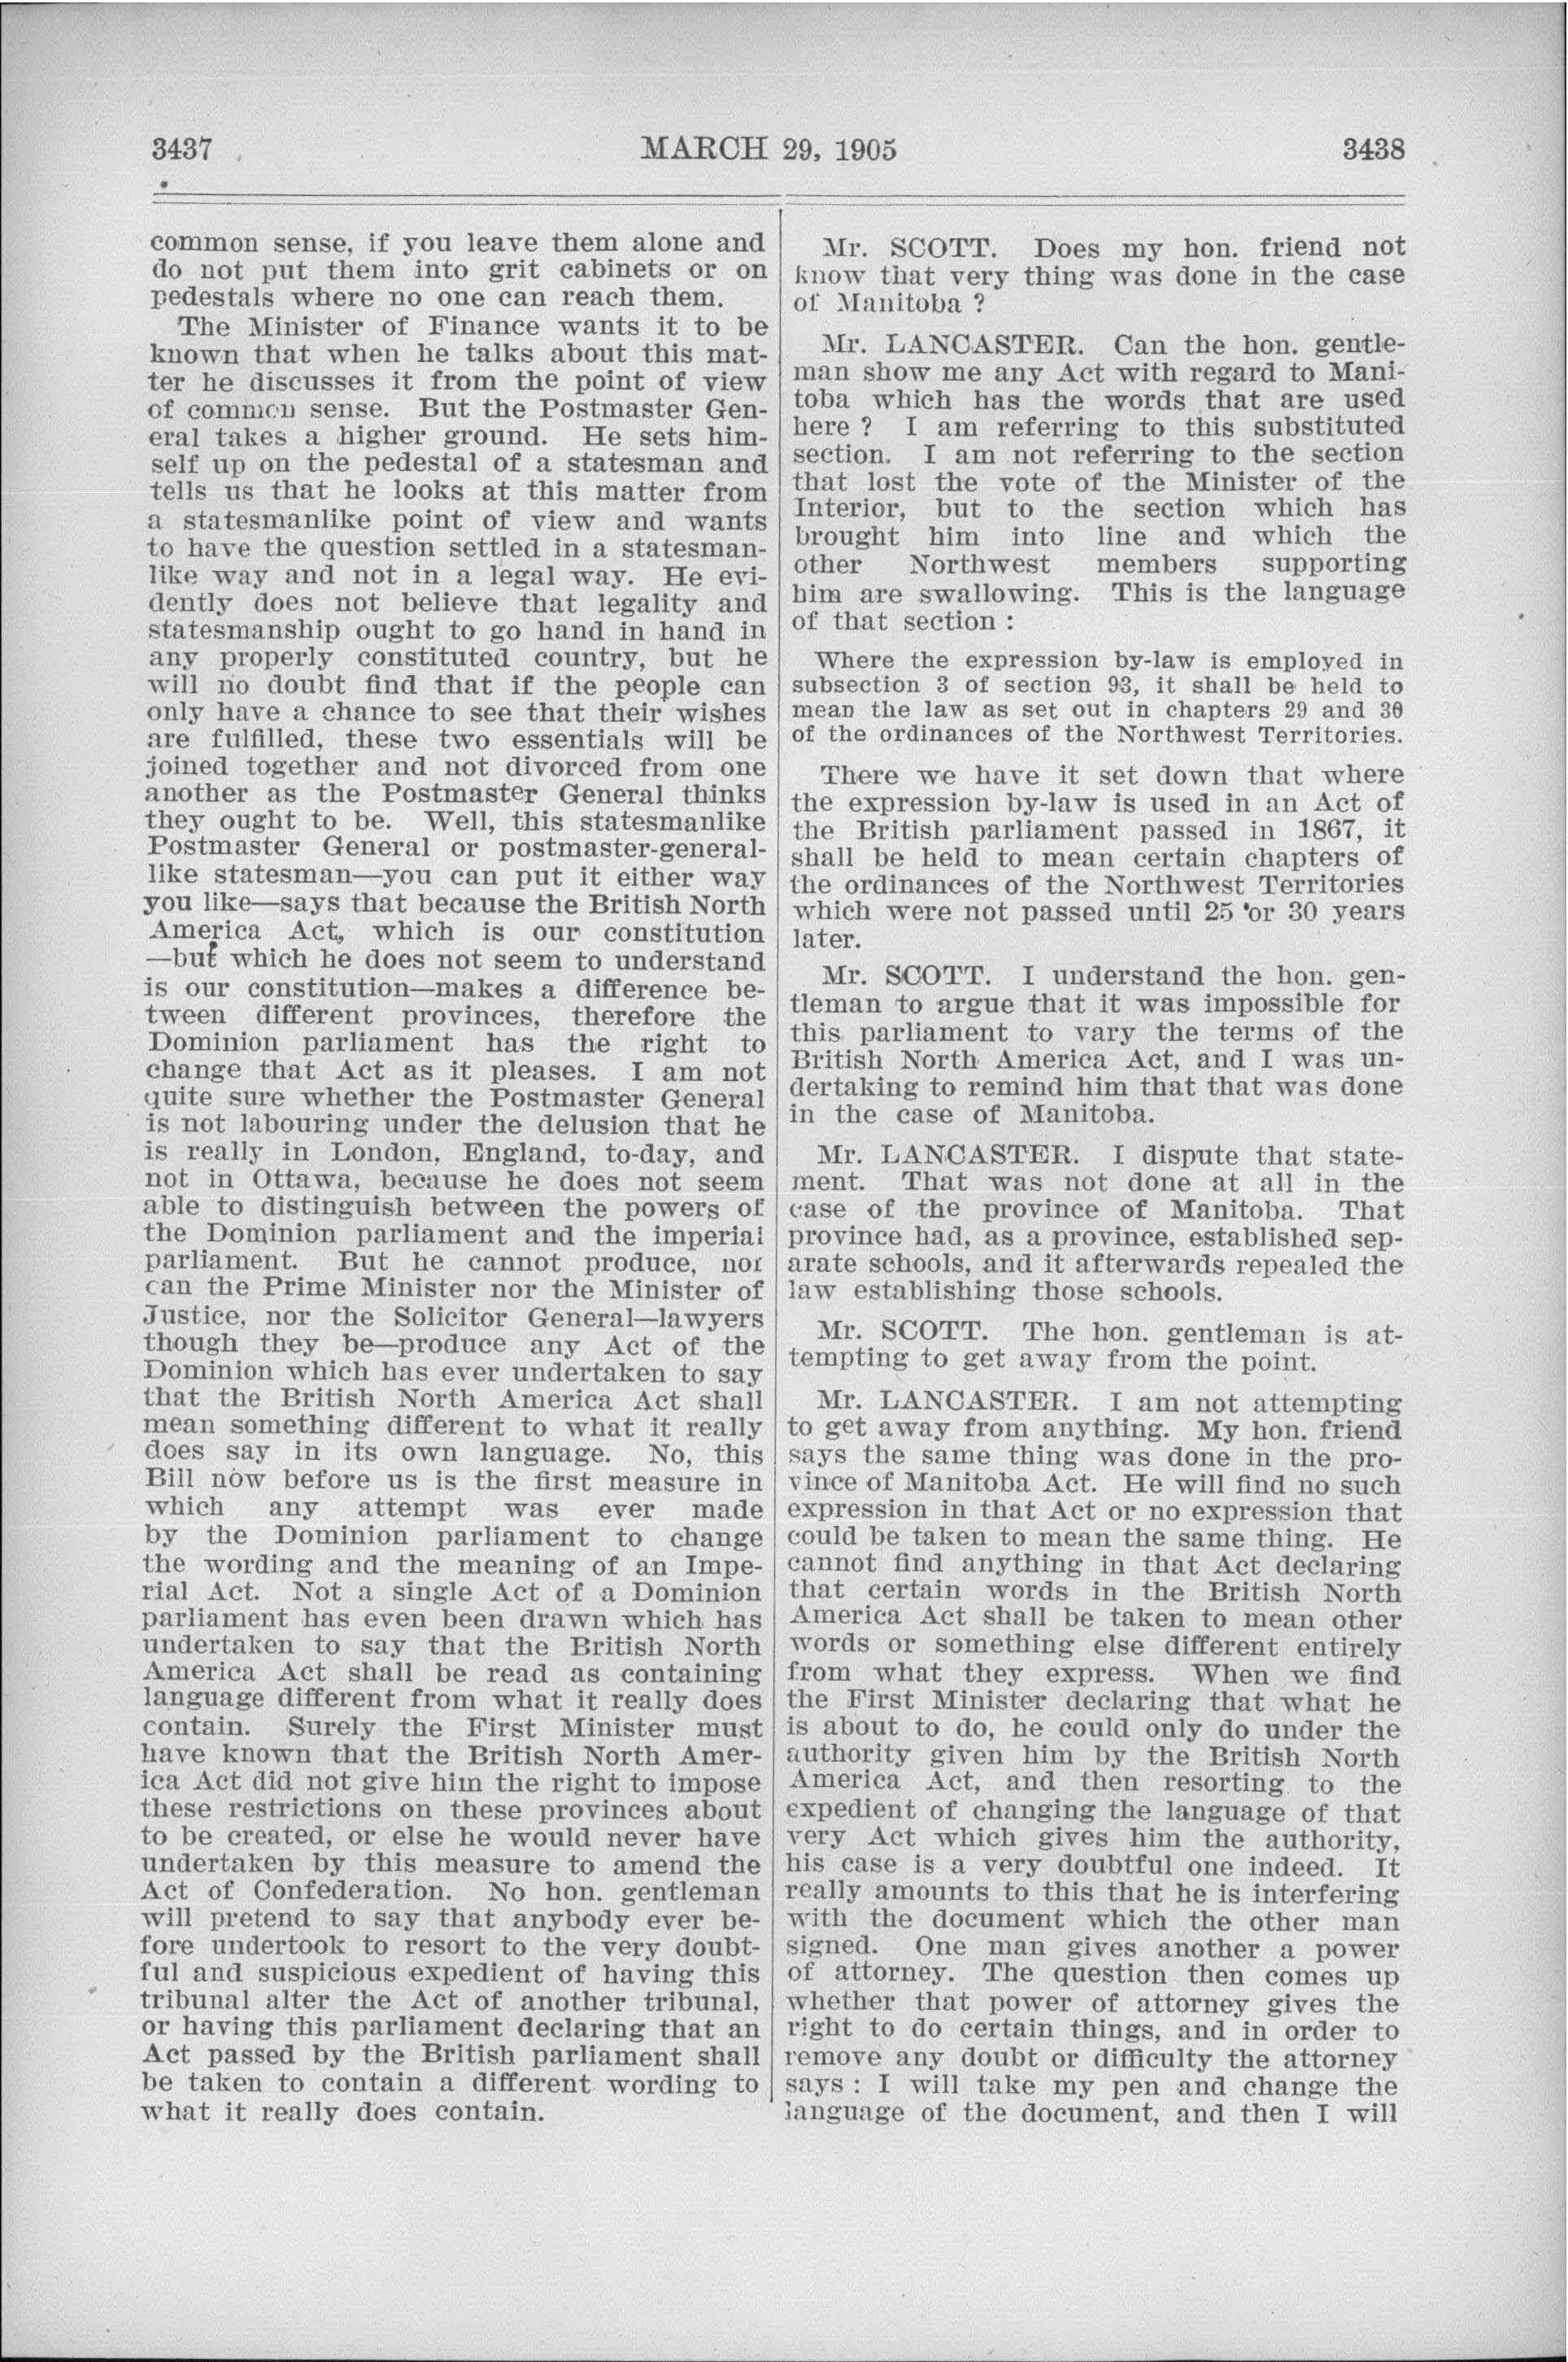 3437 MARCH 29, 1905 3438
common sense, if you leave them alone and
do not put them into grit cabinets or on
pedestals where no one can reach them.
The Minister of Finance wants it to be
known that when he talks about this mat-
ter he discusses it from the point of view
of common sense. But the Postmaster Gen-
eral takes a higher ground. He sets him-
self up on the pedestal of a statesman and
tells us that he looks at this matter from
a statesmanlike point of view and wants
to have the question settled in a statesman-
like way and not in a legal way. He evi-
dently does not believe that legality and
statesmanship ought to go hand in hand in
any properly constituted country, but he
will no doubt find that if the people can
only have a chance to see that their wishes
are fulfilled, these two essentials will be
joined together and not divorced from one
another as the Postmaster General thinks
they ought to be. Well, this statesmanlike
Postmaster General or postmaster-general-
like statesman—you can put it either way
you like—says that because the British North
America Act, which is our constitution
—but which he does not seem to understand
is our constitution—makes a difference be-
tween different provinces, therefore the
Dominion parliament has the right to
change that Act as it pleases. I am not
quite sure whether the Postmaster General
is not labouring under the delusion that he
is really in London, England, to-day, and
not in Ottawa, because he does not seem
able to distinguish between the powers of
the Dominion parliament and the imperial
parliament. But he cannot produce, nor
can the Prime Minister nor the Minister of
Justice, nor the Solicitor General—lawyers
though they be—produce any Act of the
Dominion which has ever undertaken to say
that the British North America Act shall
mean something different to what it really
does say in its own language. No, this
Bill now before us is the first measure in
which any attempt was ever made
by the Dominion parliament to change
the wording and the meaning of an Impe-
rial Act. Not a single Act of a Dominion
parliament has even been drawn which has
undertaken to say that the British North
America Act shall be read as containing
language different from what it really does
contain. Surely the First Minister must
have known that the British North Amer-
ica Act did not give him the right to impose
these restrictions on these provinces about
to be created, or else he would never have
undertaken by this measure to amend the
Act of Confederation. No hon. gentleman
will pretend to say that anybody ever be-
fore undertook to resort to the very doubt-
ful and suspicious expedient of having this
tribunal alter the Act of another tribunal,
or having this parliament declaring that an
Act passed by the British parliament shall
be taken to contain a different wording to
what it really does contain.
Mr. SCOTT. Does my hon. friend not
know that very thing was done in the case
of Manitoba ?
Mr. LANCASTER. Can the hon. gentle-
man show me any Act with regard to Mani-
toba which has the words that are used
here ? I am referring to this substituted
section. I am not referring to the section
that lost the vote of the Minister of the
Interior, but to the section which has
brought him into line and which the
other Northwest members supporting
him are swallowing. This is the language
of that section :
Where the expression by-law is employed in
subsection 3 of section 93, it shall be held to
mean the law as set out in chapters 29 and 30
of the ordinances of the Northwest Territories.
There we have it set down that where
the expression by-law is used in an Act of
the British parliament passed in 1867, it
shall be held to mean certain chapters of
the ordinances of the Northwest Territories
which were not passed until 25 or 30 years
later.
Mr. SCOTT. I understand the hon. gen-
tleman to argue that it was impossible for
this parliament to vary the terms of the
British North America Act, and I was un-
dertaking to remind him that that was done
in the case of Manitoba.
Mr. LANCASTER. I dispute that state-
ment. That was not done at all in the
case of the province of Manitoba. That
province had, as a province, established sep-
arate schools, and it afterwards repealed the
law establishing those schools.
Mr. SCOTT. The hon. gentleman is at-
tempting to get away from the point.
Mr. LANCASTER. I am not attempting
to get away from anything. My hon. friend
says the same thing was done in the pro-
vince of Manitoba Act. He will find no such
expression in that Act or no expression that
could be taken to mean the same thing. He
cannot find anything in that Act declaring
that certain words in the British North
America Act shall be taken to mean other
words or something else different entirely
from what they express. When we find
the First Minister declaring that what he
is about to do, he could only do under the
authority given him by the British North
America Act, and then resorting to the
expedient of changing the language of that
very Act which gives him the authority,
his case is a very doubtful one indeed. It
really amounts to this that he is interfering
with the document which the other man
signed. One man gives another a power
of attorney. The question then comes up
whether that power of attorney gives the
right to do certain things, and in order to
remove any doubt or difficulty the attorney
says : I will take my pen and change the
language of the document, and then I will